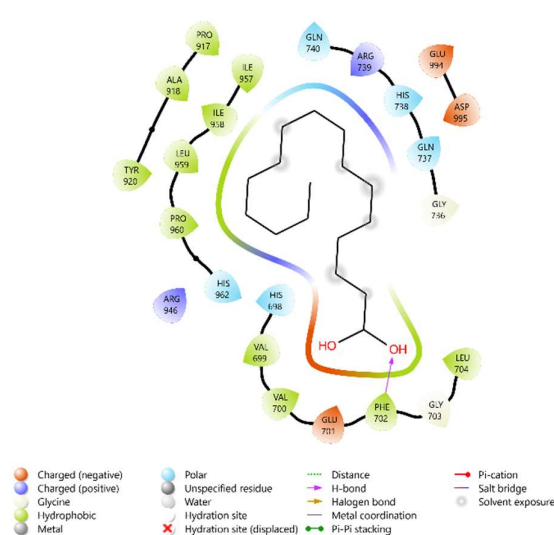 PRO
917
GLN
740
ARG
739
GLU
994
ILE
957
ALA
918
HIS
738
ASP
995
ILE
958
GLN
737
LEU
959
TYR
920
GLY
736
PRO
960
HIS
962
HIS
698
ARG
946
HO
OH
VAL
699
LEU
704
VAL
700
GLU
701
PHE
702
GLY
703
Charged (negative)
Charged (positive)
Glycine
Hydrophobic
Metal
Polar
Unspecified residue
Water
Hydration site
Hydration site (displaced)
Distance
H-bond
Halogen bond
Metal coordination
Pi-Pi stacking
Pi-cation
Salt bridge
Solvent exposure